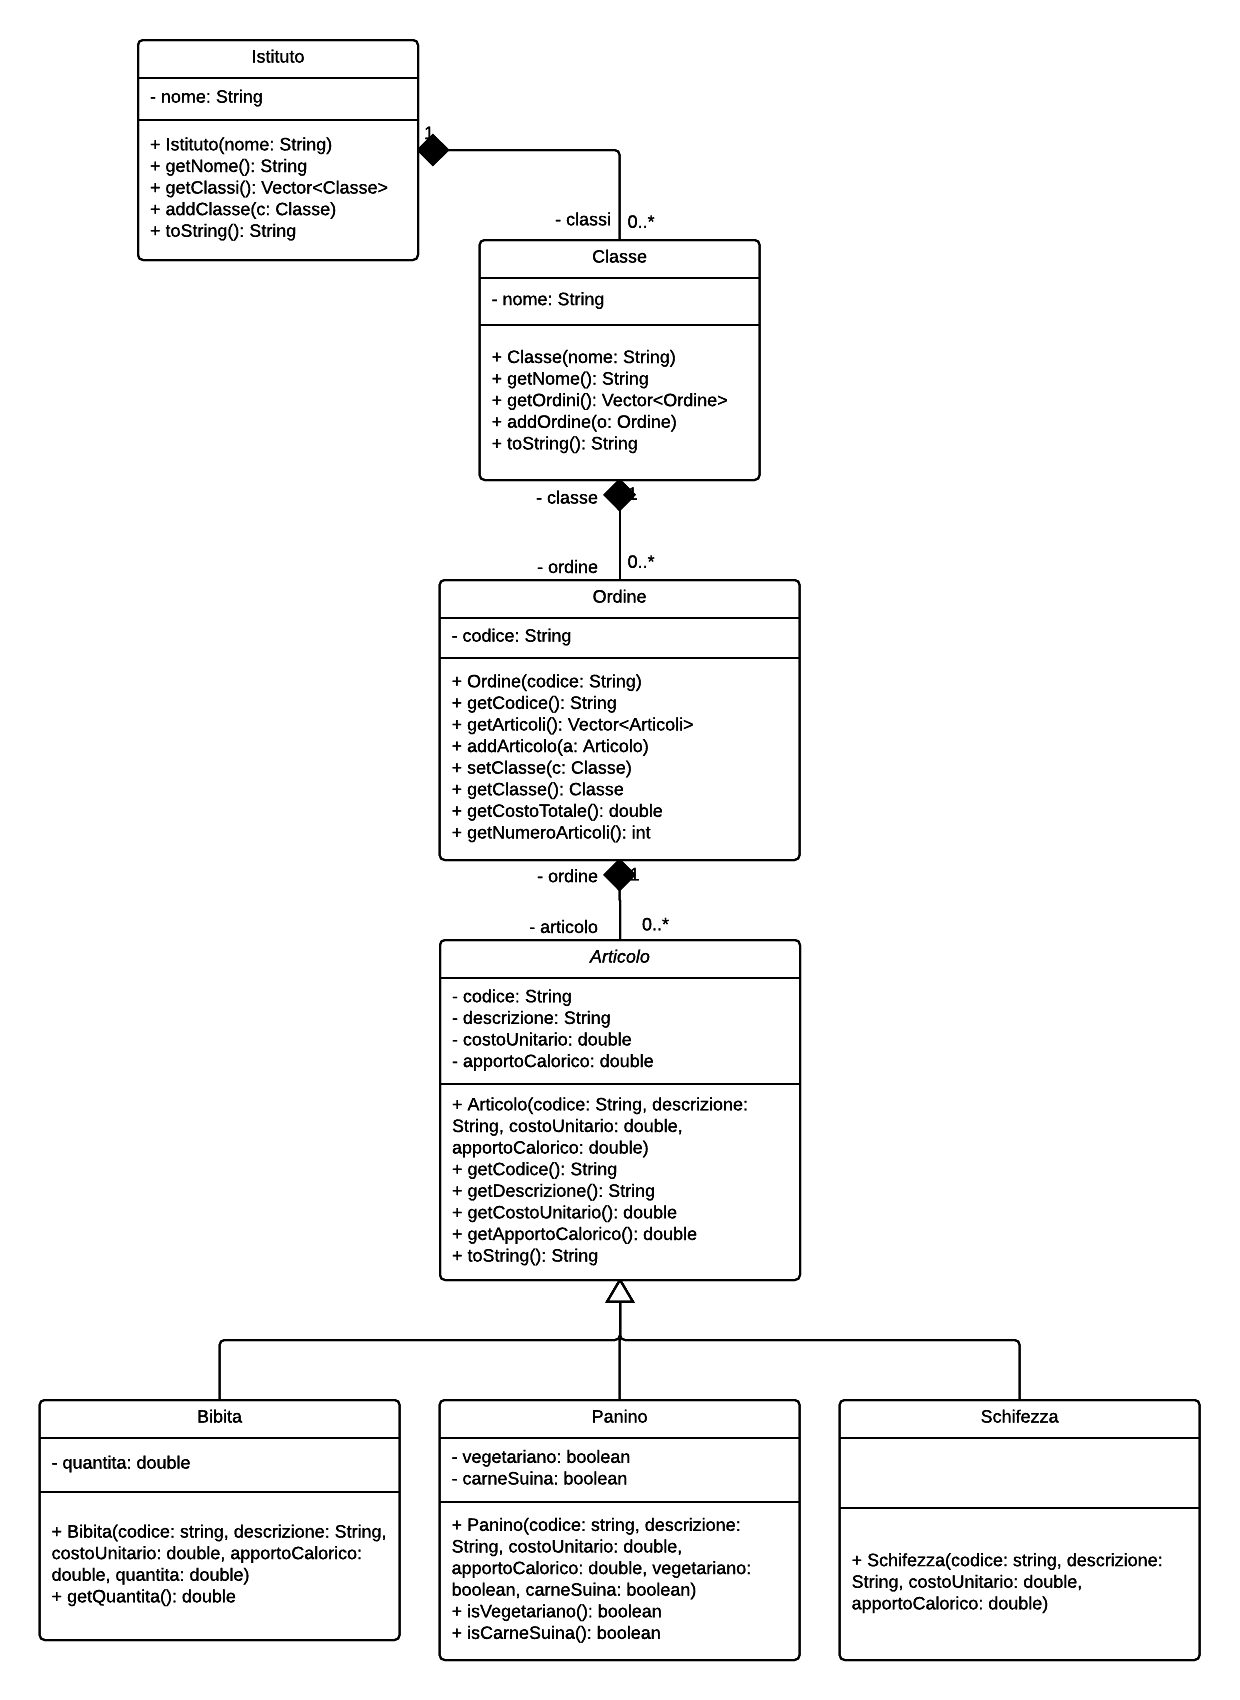 Istituto
- nome: String
+ Istituto(nome: String)
+ getNome(): String
+ getClassi(): Vector<Classe>
+ addClasse(c: Classe)
+ toString(): String
1
- classi
0..*
Classe
- nome: String
+ Classe(nome: String)
+ getNome(): String
+ getOrdini(): Vector<Ordine>
+ addOrdine(o: Ordine)
+ toString(): String
- classe
1
- ordine
0..*
Ordine
- codice: String
+ Ordine(codice: String)
+ getCodice(): String
+ getArticoli(): Vector<Articoli>
+ addArticolo(a: Articolo)
+ setClasse(c: Classe)
+ getClasse(): Classe
+ getCostoTotale(): double
+ getNumeroArticoli(): int
- ordine
1
- articolo
0..*
Articolo
- codice: String
- descrizione: String
- costoUnitario: double
- apportoCalorico: double
+ Articolo(codice: String, descrizione:
String, costoUnitario: double,
apportoCalorico: double)
+ getCodice(): String
+ getDescrizione(): String
+ getCostoUnitario(): double
+ getApportoCalorico(): double
+ toString(): String
Bibita
- quantita: double
+ Bibita(codice: string, descrizione: String,
costoUnitario: double, apportoCalorico:
double, quantita: double)
+ getQuantita(): double
Panino
- vegetariano: boolean
- carneSuina: boolean
+ Panino(codice: string, descrizione:
String, costoUnitario: double,
apportoCalorico: double, vegetariano:
boolean, carneSuina: boolean)
+ isVegetariano(): boolean
+ isCarneSuina(): boolean
Schifezza
+ Schifezza(codice: string, descrizione:
String, costoUnitario: double,
apportoCalorico: double)